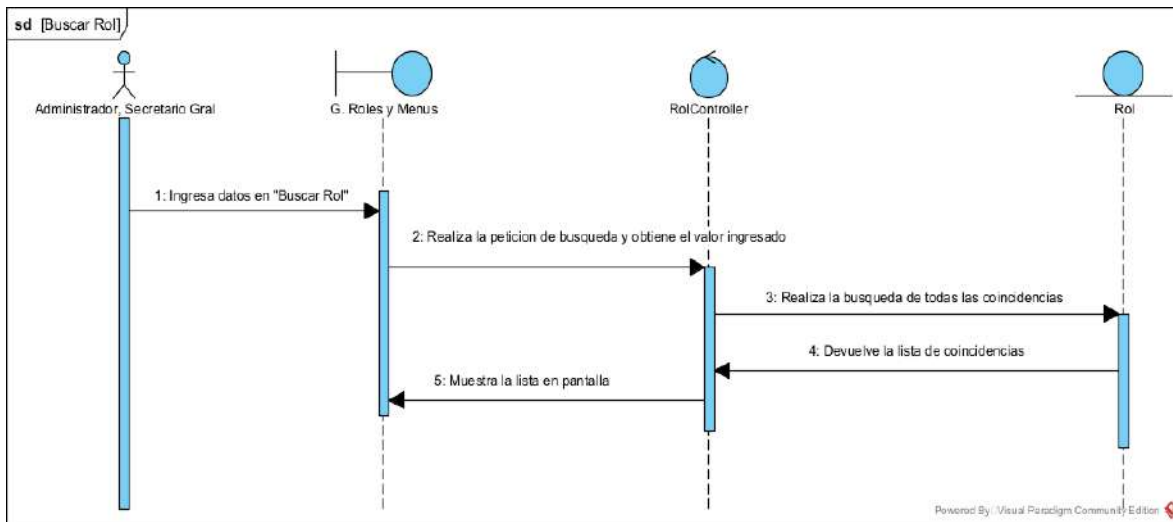 sd [Buscar Rol]
Administrador, Secretario Gral
G. Roles y Menus
RolController
Rol
1: Ingresa datos en "Buscar Rol"
2: Realiza la peticion de busqueda y obtiene el valor ingresado
3: Realiza la busqueda de todas las coincidencias
4: Devuelve la lista de coincidencias
5: Muestra la lista en pantalla
Powered By: Visual Paradigm Community Edition